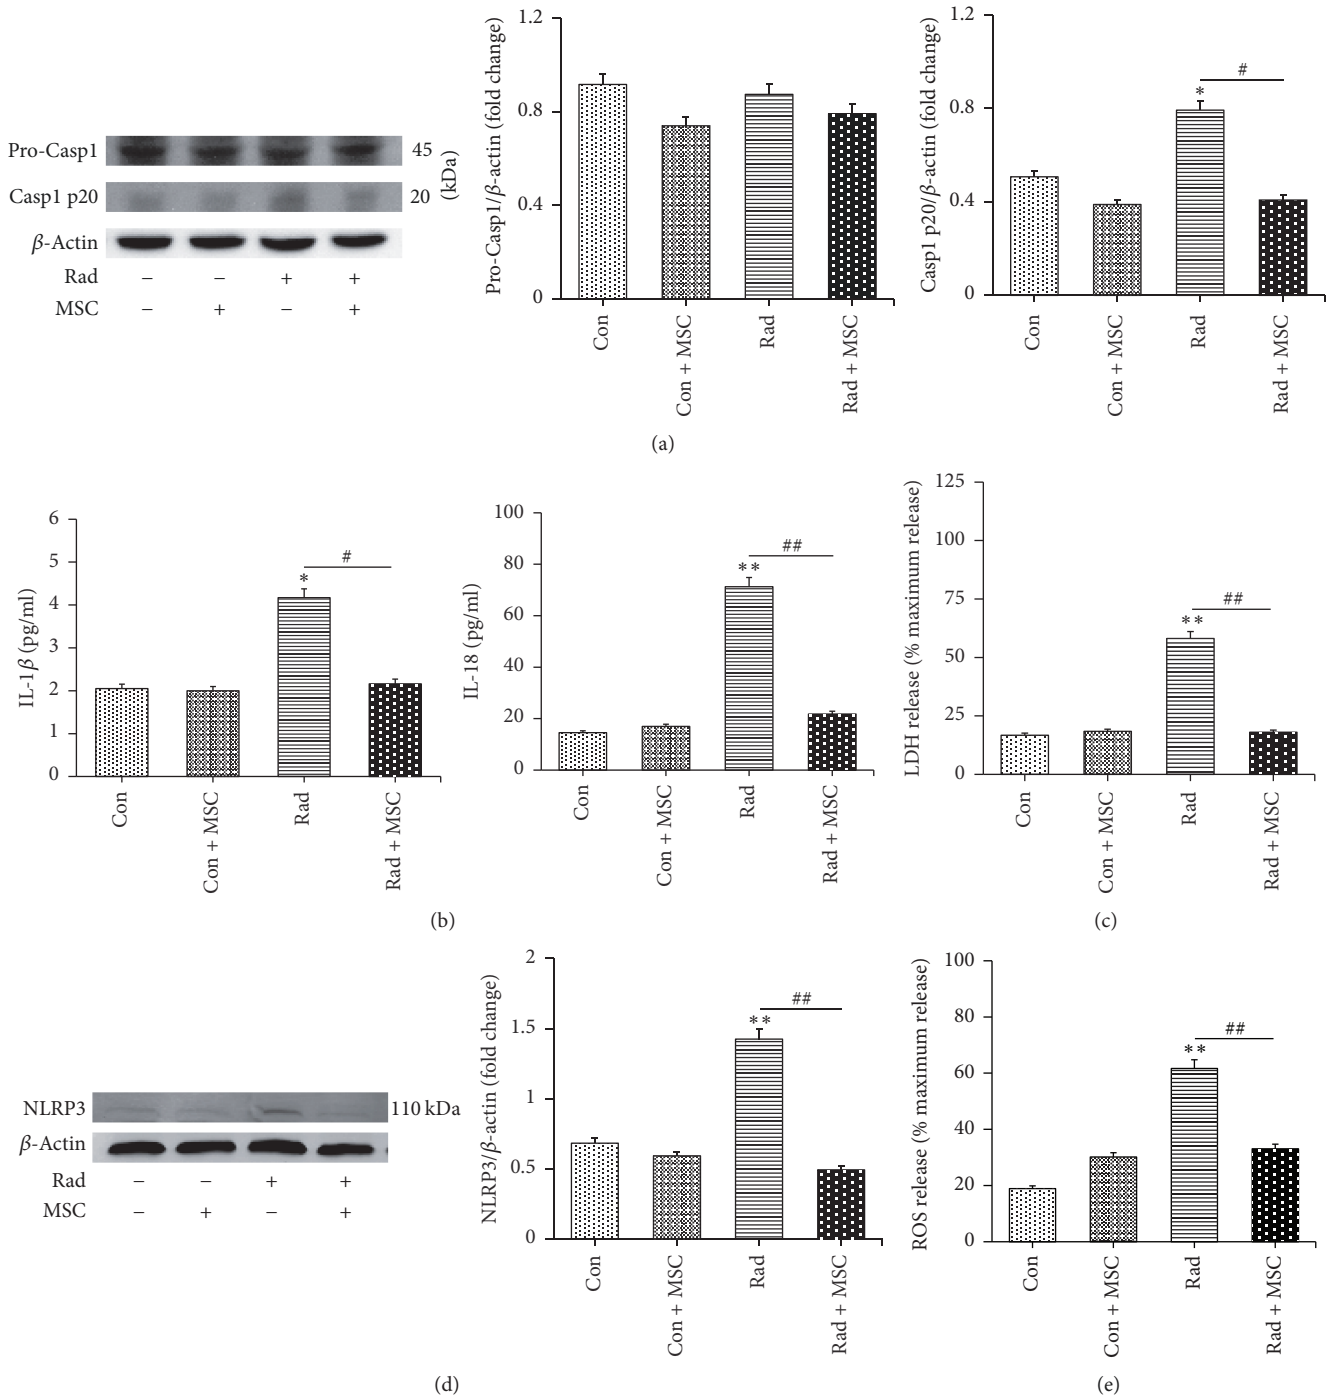 Pro-Casp1
45
Casp1 p20
20
(kDa)
β-Actin
Rad
− − + +
MSC
− + − +
Pro-Casp1/β-actin (fold change)
1.2
0.8
0.4
0
Con
Con + MSC
Rad
Rad + MSC
Casp1 p20/β-actin (fold change)
1.2
0.8
0.4
0
*
#
Con
Con + MSC
Rad
Rad + MSC
(a)
IL-1β (pg/ml)
6
5
4
3
2
1
0
*
#
Con
Con + MSC
Rad
Rad + MSC
IL-18 (pg/ml)
100
80
60
40
20
0
**
##
Con
Con + MSC
Rad
Rad + MSC
(b)
LDH release (% maximum release)
125
100
75
50
25
0
**
##
Con
Con + MSC
Rad
Rad + MSC
(c)
NLRP3
110 kDa
β-Actin
Rad
− − + +
MSC
− + − +
NLRP3/β-actin (fold change)
2
1.5
1
0.5
0
**
##
Con
Con + MSC
Rad
Rad + MSC
(d)
ROS release (% maximum release)
100
80
60
40
20
0
**
##
Con
Con + MSC
Rad
Rad + MSC
(e)